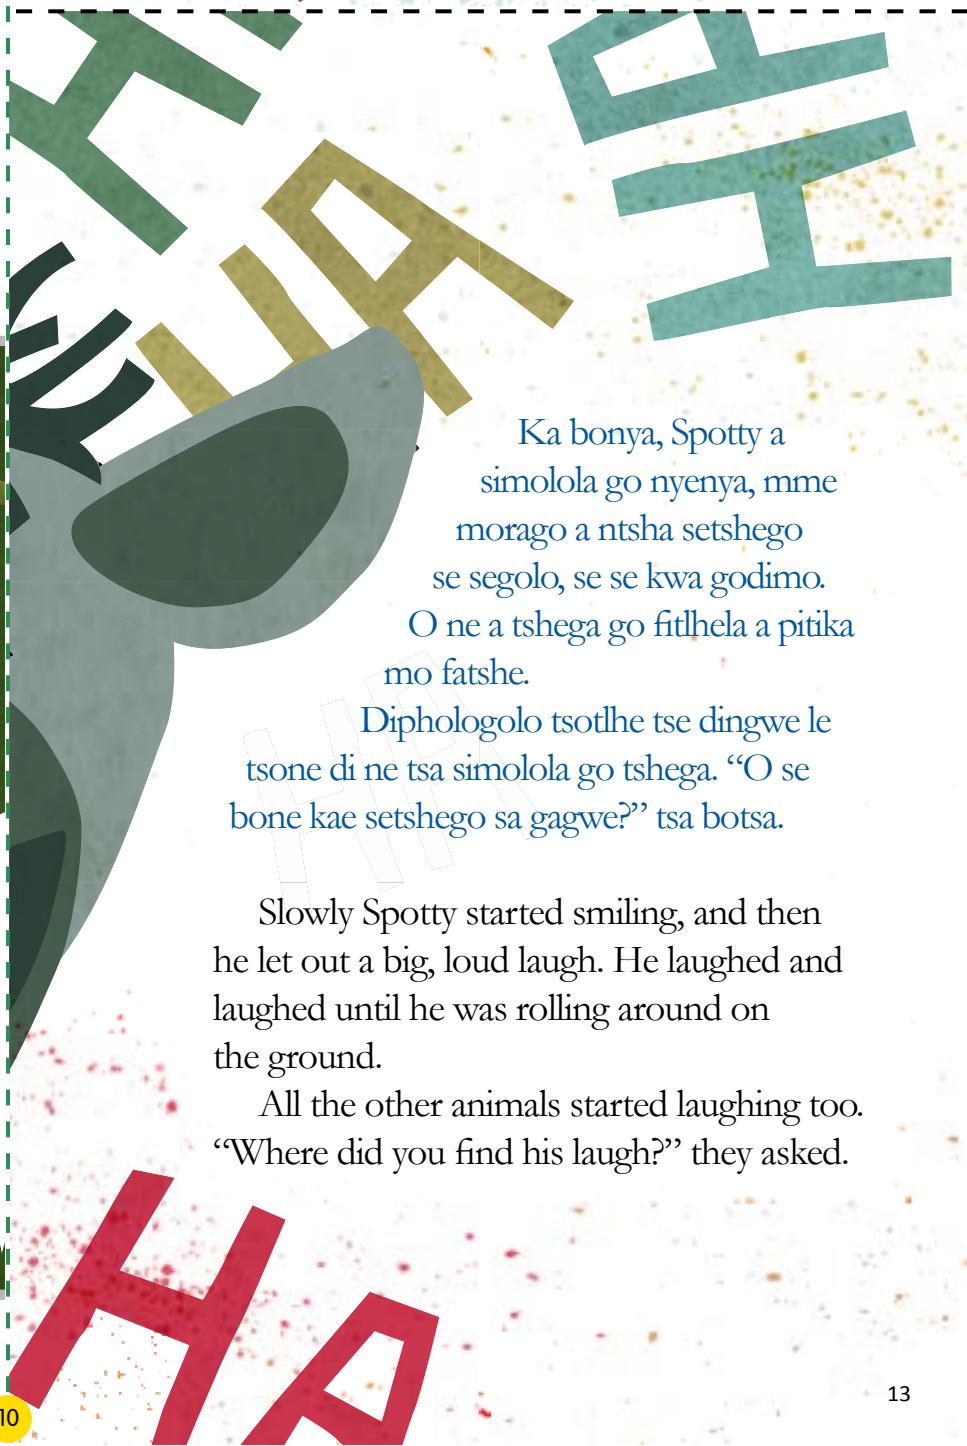 HA
HA
HA
Ka bonya, Spotty a
simolola go nyenya, mme
morago a ntsha setshego
se segolo, se se kwa godimo.
O ne a tshega go fitlhela a pitika
mo fatshe.
Diphologolo tsotlhe tse dingwe le
tsone di ne tsa simolola go tshega. “O se
bone kae setshego sa gagwe?” tsa botsa.
Slowly Spotty started smiling, and then
he let out a big, loud laugh. He laughed and
laughed until he was rolling around on
the ground.
All the other animals started laughing too.
“Where did you find his laugh?” they asked.
HA
13
10